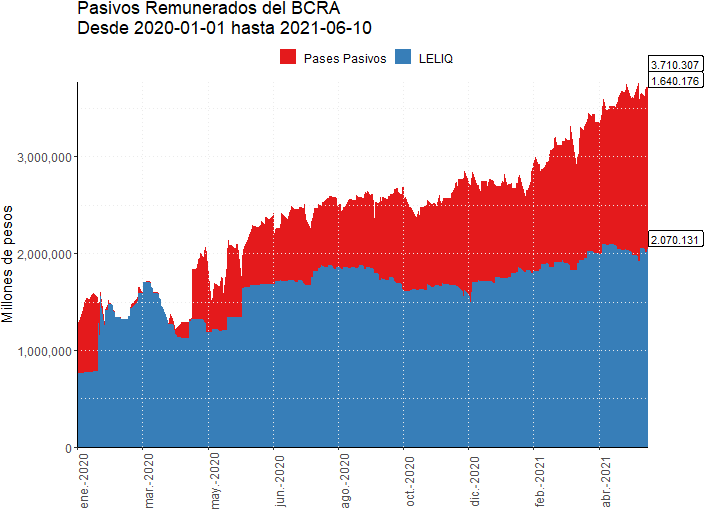 Pasivos Remunerados del BCRA
Desde 2020-01-01 hasta 2021-06-10
Pases Pasivos
LELIQ
3.710.307
1.640.176
2.070.131
Millones de pesos
3,000,000
2,000,000
1,000,000
0
ene.-2020
mar.-2020
may.-2020
jun.-2020
ago.-2020
oct.-2020
dic.-2020
feb.-2021
abr.-2021